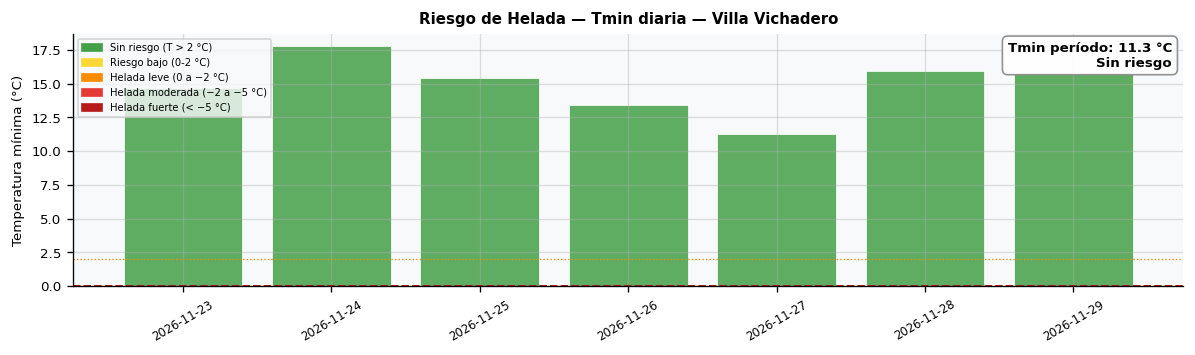 Riesgo de Helada — Tmin diaria — Villa Vichadero
Temperatura mínima (°C)
17.5
15.0
12.5
10.0
7.5
5.0
2.5
0.0
Sin riesgo (T > 2 °C)
Riesgo bajo (0-2 °C)
Helada leve (0 a −2 °C)
Helada moderada (−2 a −5 °C)
Helada fuerte (< −5 °C)
Tmin período: 11.3 °C
Sin riesgo
2026-11-23
2026-11-24
2026-11-25
2026-11-26
2026-11-27
2026-11-28
2026-11-29